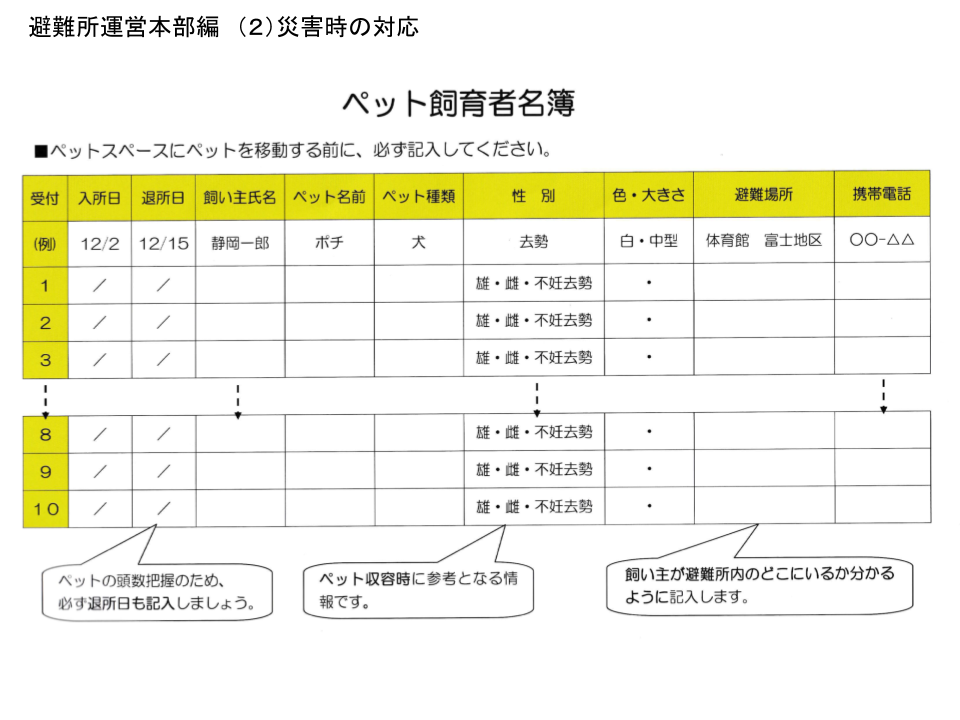 避難所運営本部編　（２）災害時の対応
ペット飼育者名簿
■ペットスペースにペットを移動する前に、必ず記入してください。
受付 入所日 退所日 飼い主氏名 ペット名前 ペット種類 性　別 色・大きさ 避難場所 携帯電話
(例) 12/2 12/15 静岡一郎 ポチ 犬 去勢 白・中型 体育館　富士地区 〇〇-△△
1 ／ ／ 雄・雌・不妊去勢 ・
2 ／ ／ 雄・雌・不妊去勢 ・
3 ／ ／ 雄・雌・不妊去勢 ・
8 ／ ／ 雄・雌・不妊去勢 ・
9 ／ ／ 雄・雌・不妊去勢 ・
10 ／ ／ 雄・雌・不妊去勢 ・
ペットの頭数把握のため、
必ず退所日も記入しましょう。
ペット収容時に参考となる情
報です。
飼い主が避難所内のどこにいるか分かる
ように記入します。